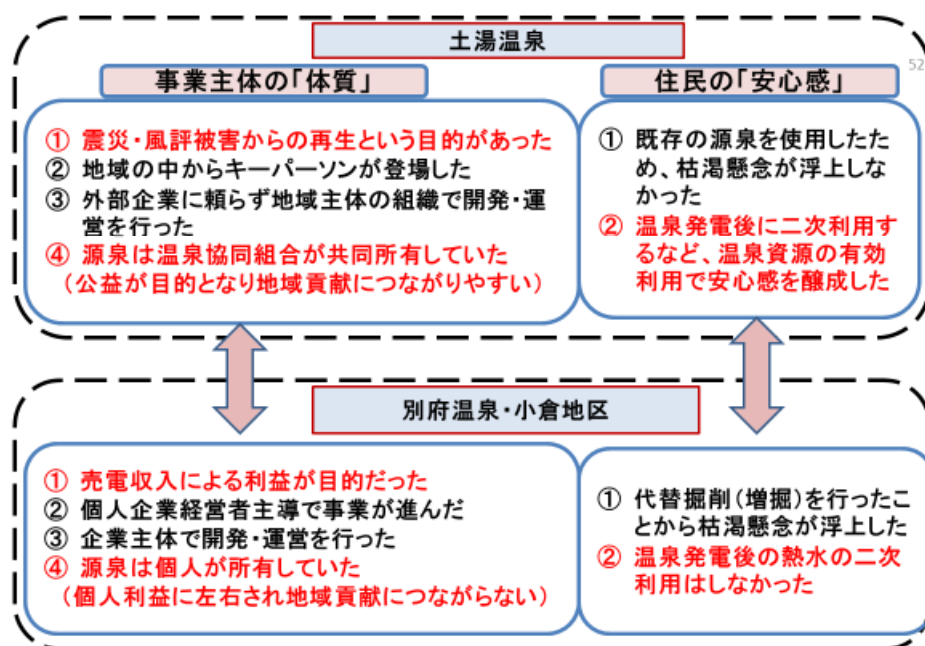 土湯温泉
52
事業主体の「体質」
① 震災・風評被害からの再生という目的があった
② 地域の中からキーパーソンが登場した
③ 外部企業に頼らず地域主体の組織で開発・運
営を行った
④ 源泉は温泉協同組合が共同所有していた
（公益が目的となり地域貢献につながりやすい）
住民の「安心感」
① 既存の源泉を使用したた
め、枯渇懸念が浮上しな
かった
② 温泉発電後に二次利用す
るなど、温泉資源の有効
利用で安心感を醸成した
別府温泉・小倉地区
① 売電収入による利益が目的だった
② 個人企業経営者主導で事業が進んだ
③ 企業主体で開発・運営を行った
④ 源泉は個人が所有していた
（個人利益に左右され地域貢献につながらない）
① 代替掘削（増掘）を行ったこ
とから枯渇懸念が浮上した
② 温泉発電後の熱水の二次
利用はしなかった